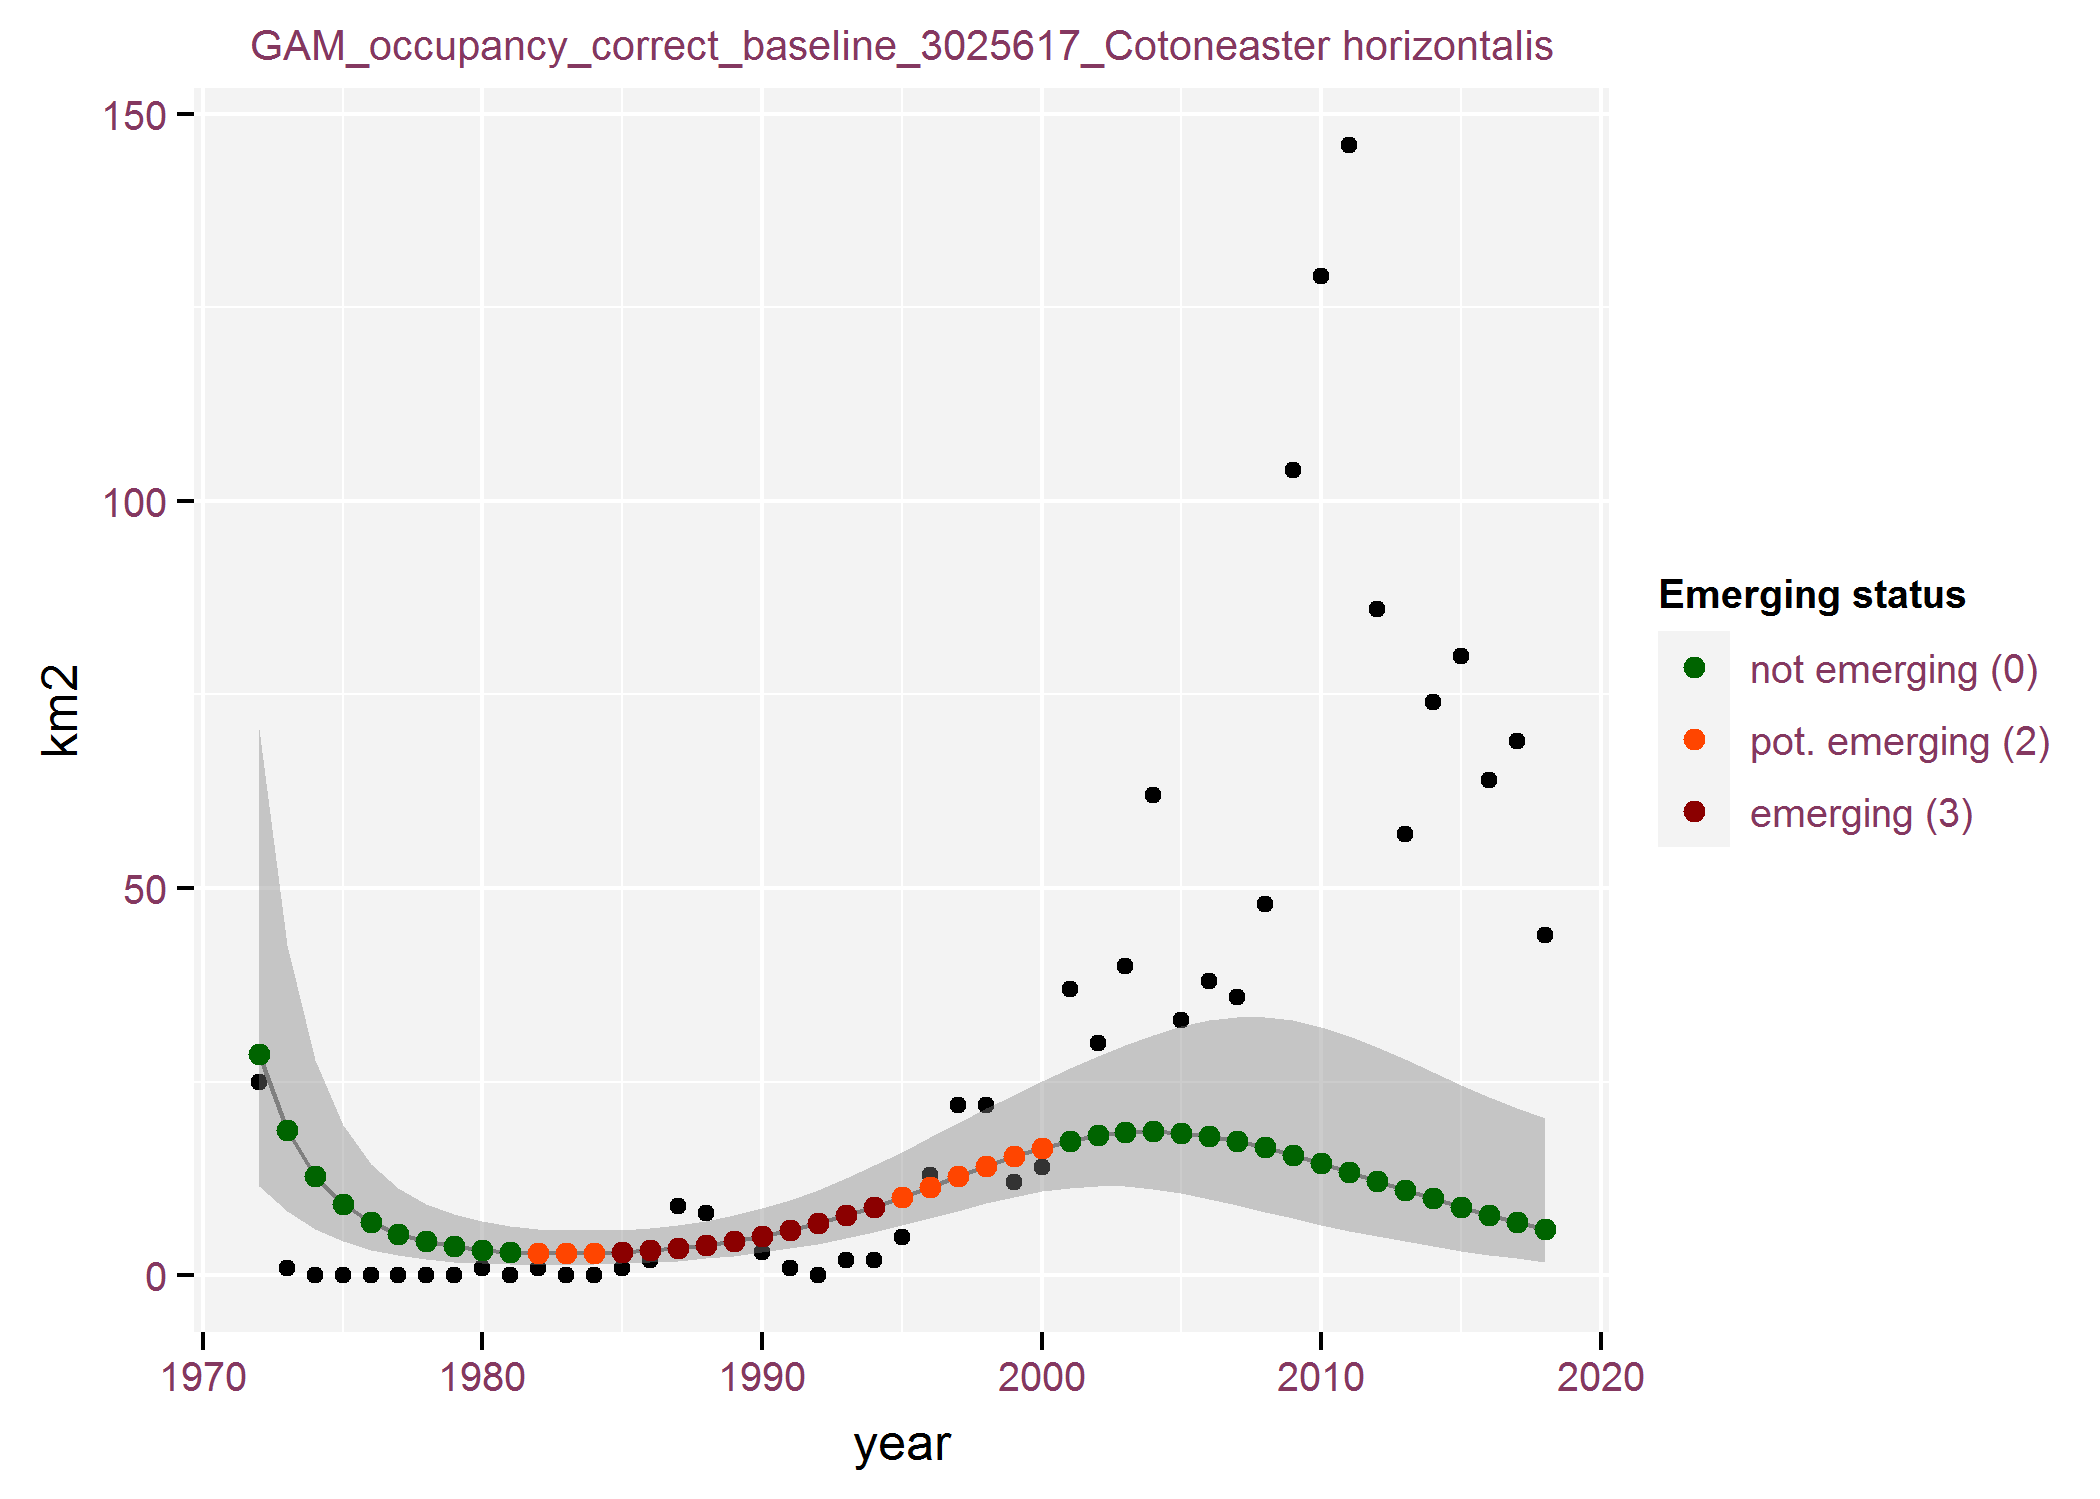 GAM_occupancy_correct_baseline_3025617_Cotoneaster horizontalis
150
100
50
0
km2
1970 1980 1990 2000 2010 2020
year
Emerging status
not emerging (0)
pot. emerging (2)
emerging (3)